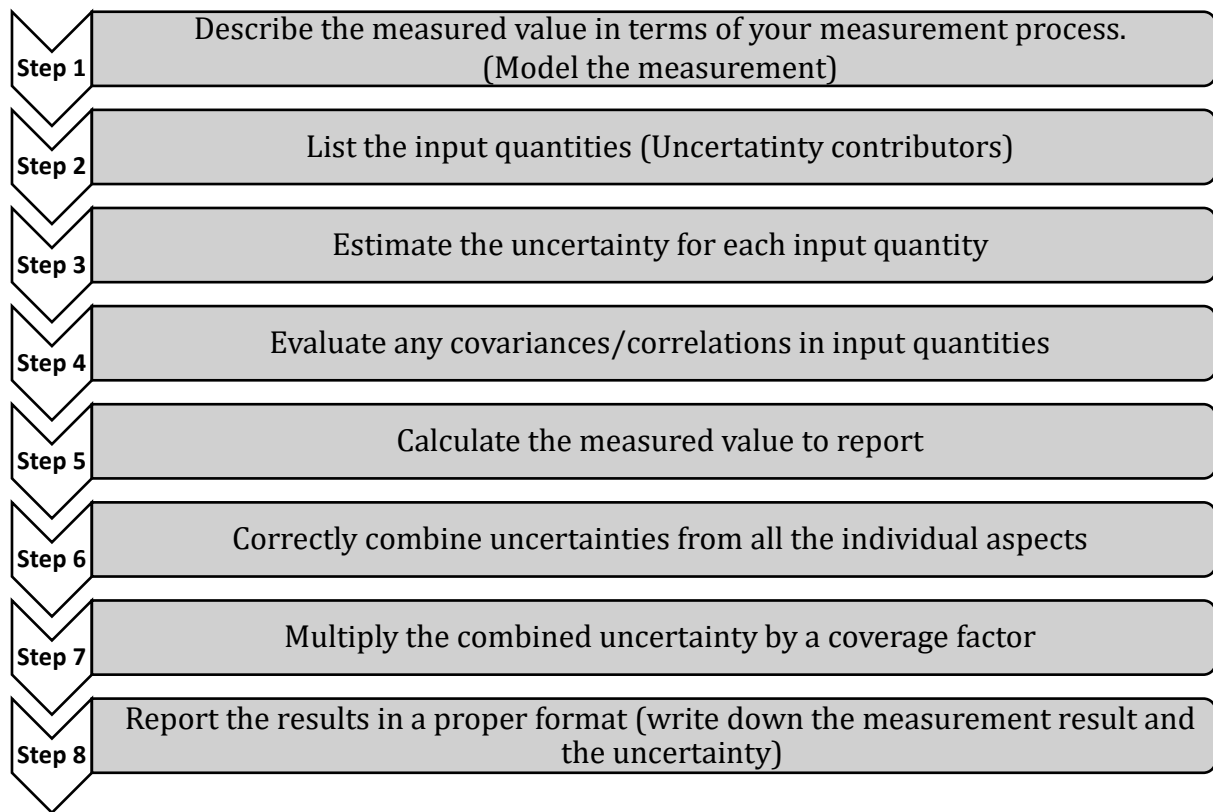 Step 1
Describe the measured value in terms of your measurement process.
(Model the measurement)
Step 2
List the input quantities (Uncertatinty contributors)
Step 3
Estimate the uncertainty for each input quantity
Step 4
Evaluate any covariances/correlations in input quantities
Step 5
Calculate the measured value to report
Step 6
Correctly combine uncertainties from all the individual aspects
Step 7
Multiply the combined uncertainty by a coverage factor
Step 8
Report the results in a proper format (write down the measurement result and
the uncertainty)